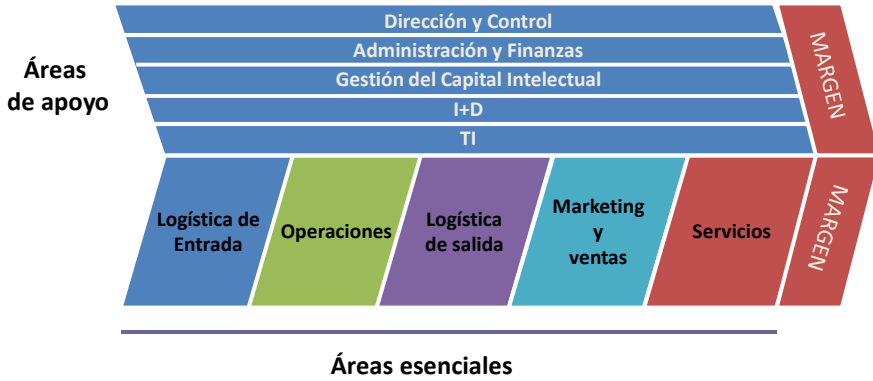 Áreas
de apoyo
Dirección y Control
Administración y Finanzas
Gestión del Capital Intelectual
I+D
TI
MARGEN
Logística de
Entrada
Operaciones
Logística
de salida
Marketing
y
ventas
Servicios
MARGEN
Áreas esenciales